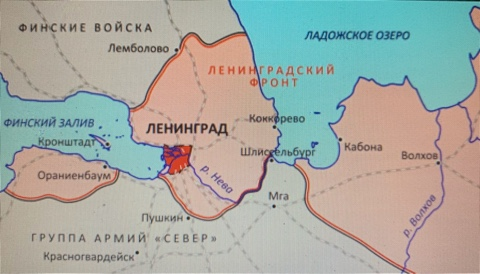 ФИНСКИЕ ВОЙСКА
ЛАДОЖСКОЕ ОЗЕРО
Лемболово
ЛЕНИНГРАДСКИЙ
ФРОНТ
ФИНСКИЙ ЗАЛИВ
ЛЕНИНГРАД
Коккорево
Кронштадт
Шлиссельбург
Кабона
Волхов
Ораниенбаум
р. Нева
Мга
Пушкин
р. Волхов
ГРУППА АРМИЙ «СЕВЕР»
Красногвардейск